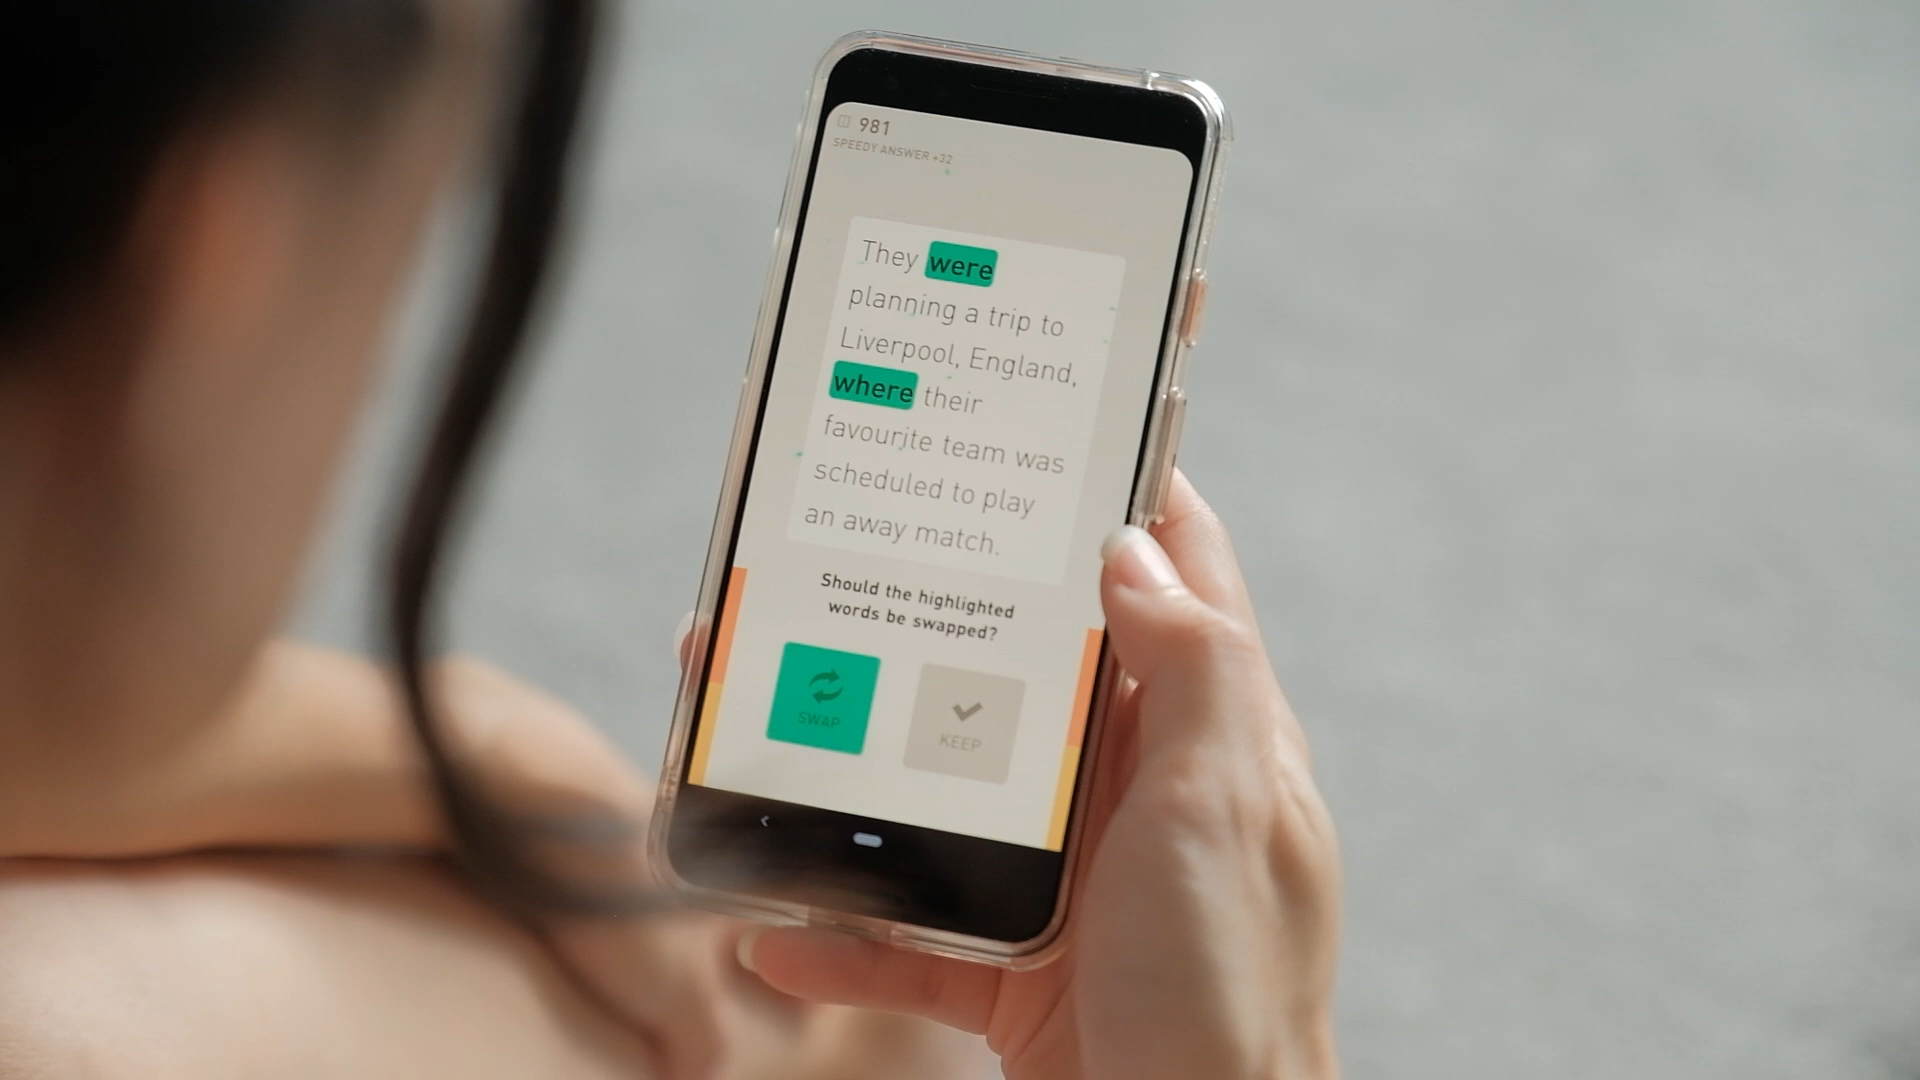 981
SPEEDY ANSWER +32
They were
planning a trip to
Liverpool, England,
where their
favourite team was
scheduled to play
an away match.
Should the highlighted
words be swapped?
SWAP
KEEP